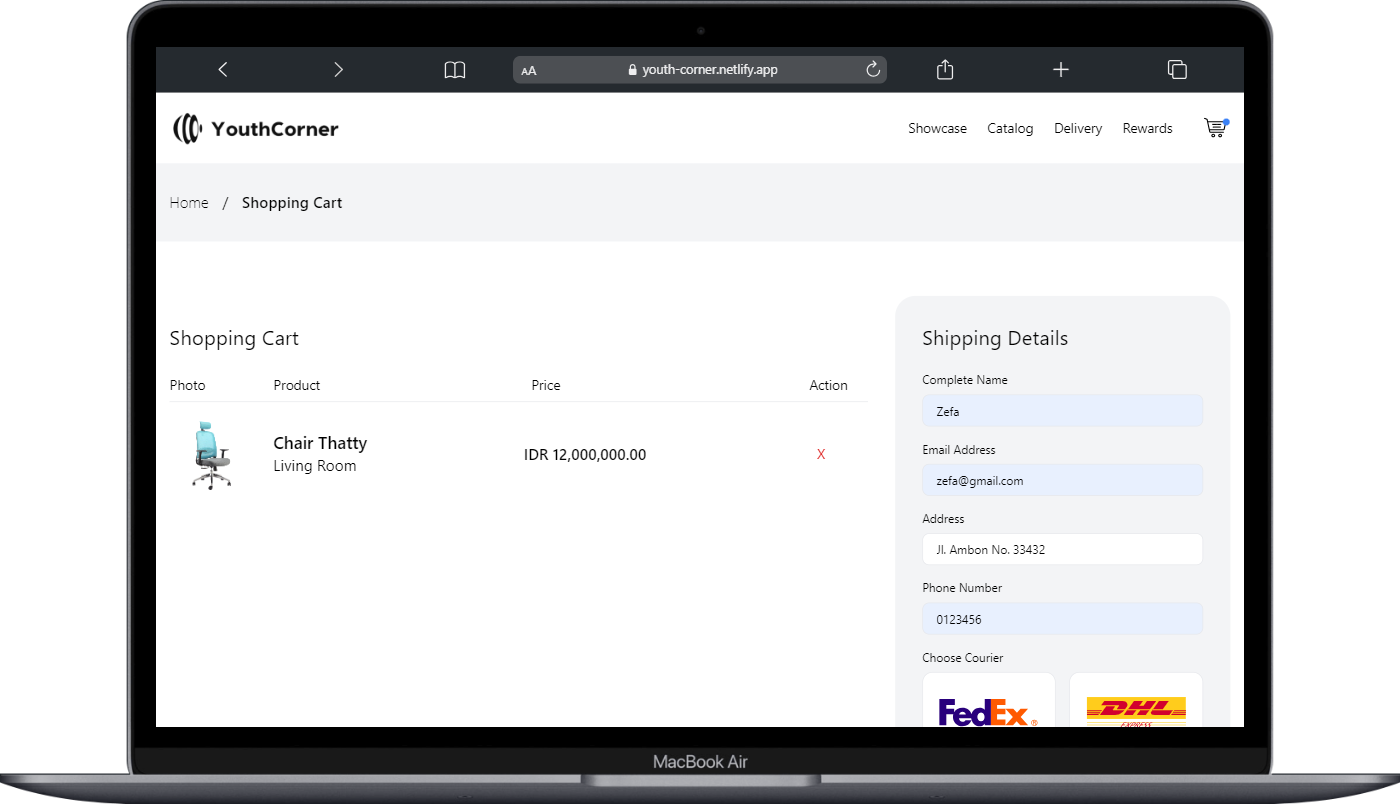 AA
youth-corner.netlify.app
YouthCorner
Showcase Catalog Delivery Rewards
Home / Shopping Cart
Shopping Cart
Photo Product Price Action
Chair Thatty
Living Room
IDR 12,000,000.00
X
Shipping Details
Complete Name
Zefa
Email Address
zefa@gmail.com
Address
Jl. Ambon No. 33432
Phone Number
0123456
Choose Courier
FedEx®
DHL
EXPRESS
MacBook Air